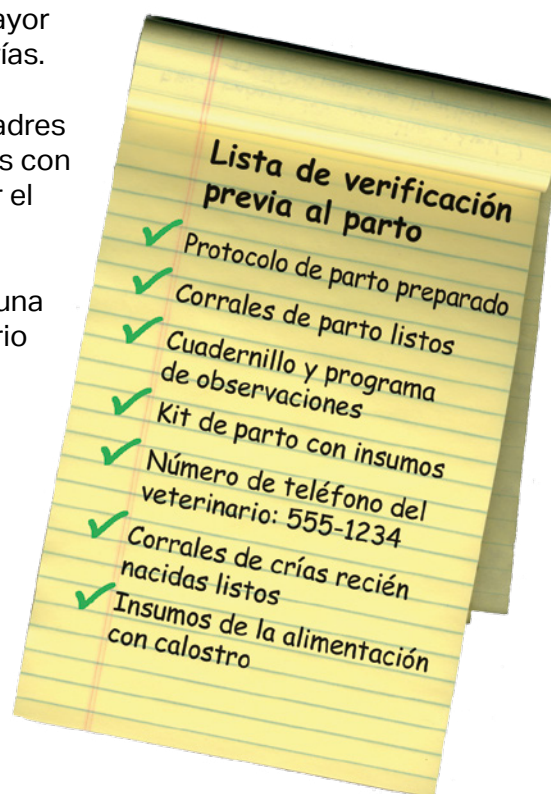 ayor
ías.
adres
s con
r el
una
rio
Lista de verificación
previa al parto
Protocolo de parto preparado
Corrales de parto listos
Cuadernillo y programa
de observaciones
Kit de parto con insumos
Número de teléfono del
veterinario: 555-1234
Corrales de crías recién
nacidas listos
Insumos de la alimentación
con calostro